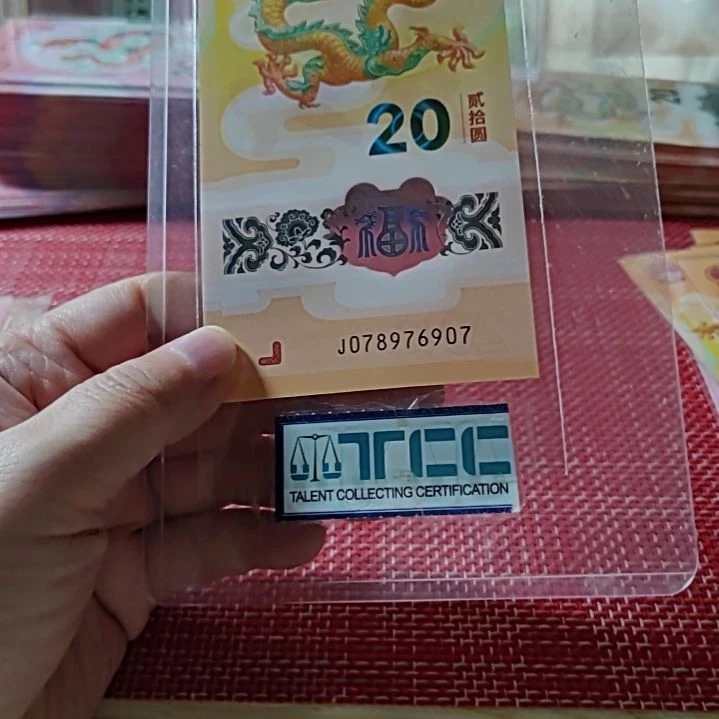 20
贰拾圆
福
J078976907
TCC
TALENT COLLECTING CERTIFICATION